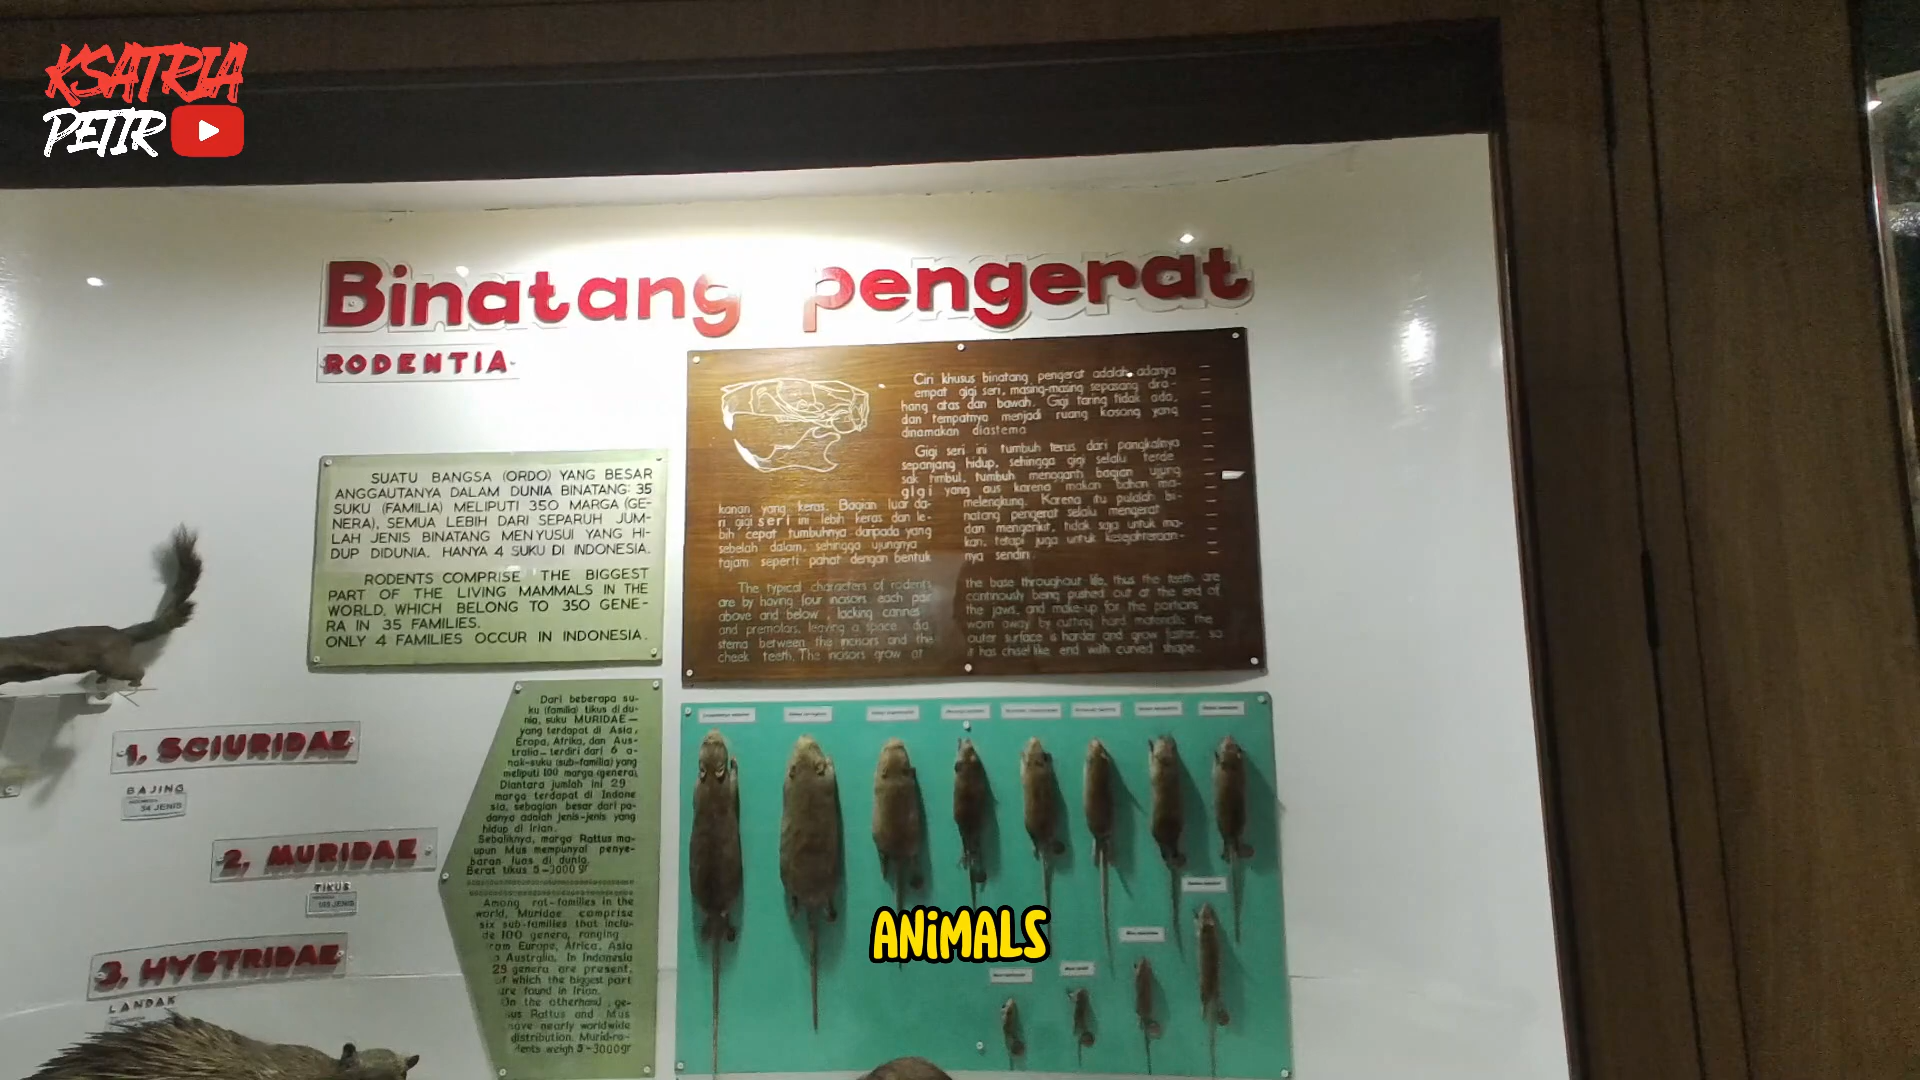 KSATRIA
PETIR
Binatang pengerat
RODENTIA
SUATU BANGSA (ORDO) YANG BESAR
ANGGAUTANYA DALAM DUNIA BINATANG: 35
SUKU (FAMILIA) MELIPUTI 350 MARGA (GE-
NERA), SEMUA LEBIH DARI SEPARUH JUM-
LAH JENIS BINATANG MENYUSUI YANG HI-
DUP DIDUNIA. HANYA 4 SUKU DI INDONESIA.
RODENTS COMPRISE THE BIGGEST
PART OF THE LIVING MAMMALS IN THE
WORLD, WHICH BELONG TO 350 GENE-
RA IN 35 FAMILIES.
ONLY 4 FAMILIES OCCUR IN INDONESIA.
Ciri khusus binatang pengerat adalah adanya
empat gigi seri, masing-masing sepasang dira-
hang atas dan bawah. Gigi taring tidak ada,
dan tempatnya menjadi ruang kosong yang
dinamakan diastema
Gigi seri ini tumbuh terus dari pangkalnya
sepanjang hidup, sehingga gigi selalu terde
sak timbul, tumbuh mengganti bagian ujung
gigi yang aus karena makan bahan ma-
kanan yang keras. Bagian luar da-
ri gigi seri ini lebih keras dan le-
bih cepat tumbuhnya daripada yang
sebelah dalam, sehingga ujungnya
tajam seperti pahat dengan bentuk
melengkung. Karena itu pulalah bi-
natang pengerat selalu mengerat
dan mengerikit, tidak saja untuk ma-
kan, tetapi juga untuk kesejahteraan-
nya sendiri
The typical characters of rodents
are by having four incisors each pair
above and below, lacking canines
and premolars, leaving a space dia
stema between the incisors and the
cheek teeth. The incisors grow at
the base throughout life, thus the teeth are
continously being pushed out at the end of
the jaws, and make-up for the portions
worn away by cutting hard materials; the
outer surface is harder and grow faster, so
it has chisel like end with curved shape.
Dari beberapa su-
ku (familia) tikus di du-
nia, suku MURIDAE—
yang terdapat di Asia,
Eropa, Afrika, dan Aus-
tralia— terdiri dari 6 a-
nak-suku (sub-familia) yang
meliputi 100 marga (genera).
Diantara jumlah ini 29
marga terdapat di Indone
sia, sebagian besar dari pa-
danya adalah jenis-jenis yang
hidup di Irian.
Sebaliknya, marga Rattus ma-
upun Mus mempunyai penye-
baran luas di dunia.
Berat tikus 5-3000 gr
Among rat-families in the
world, Muridae comprise
six sub-families that inclu-
de 100 genera, ranging
from Europe, Africa, Asia
Australia. In Indonesia
29 genera are present,
of which the biggest part
are found in Irian.
On the otherhand, ge-
nus Rattus and Mus
have nearly worldwide
distribution. Murid-ro-
dents weigh 5-3000gr
1. SCIURIDAE
BAJING
54 JENIS
2. MURIDAE
TIKUS
JENIS
3. HYSTRIDAE
LANDAK
ANIMALS